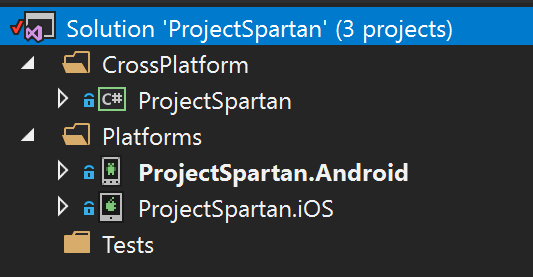 Solution 'ProjectSpartan' (3 projects)
CrossPlatform
C# ProjectSpartan
Platforms
ProjectSpartan.Android
ProjectSpartan.iOS
Tests